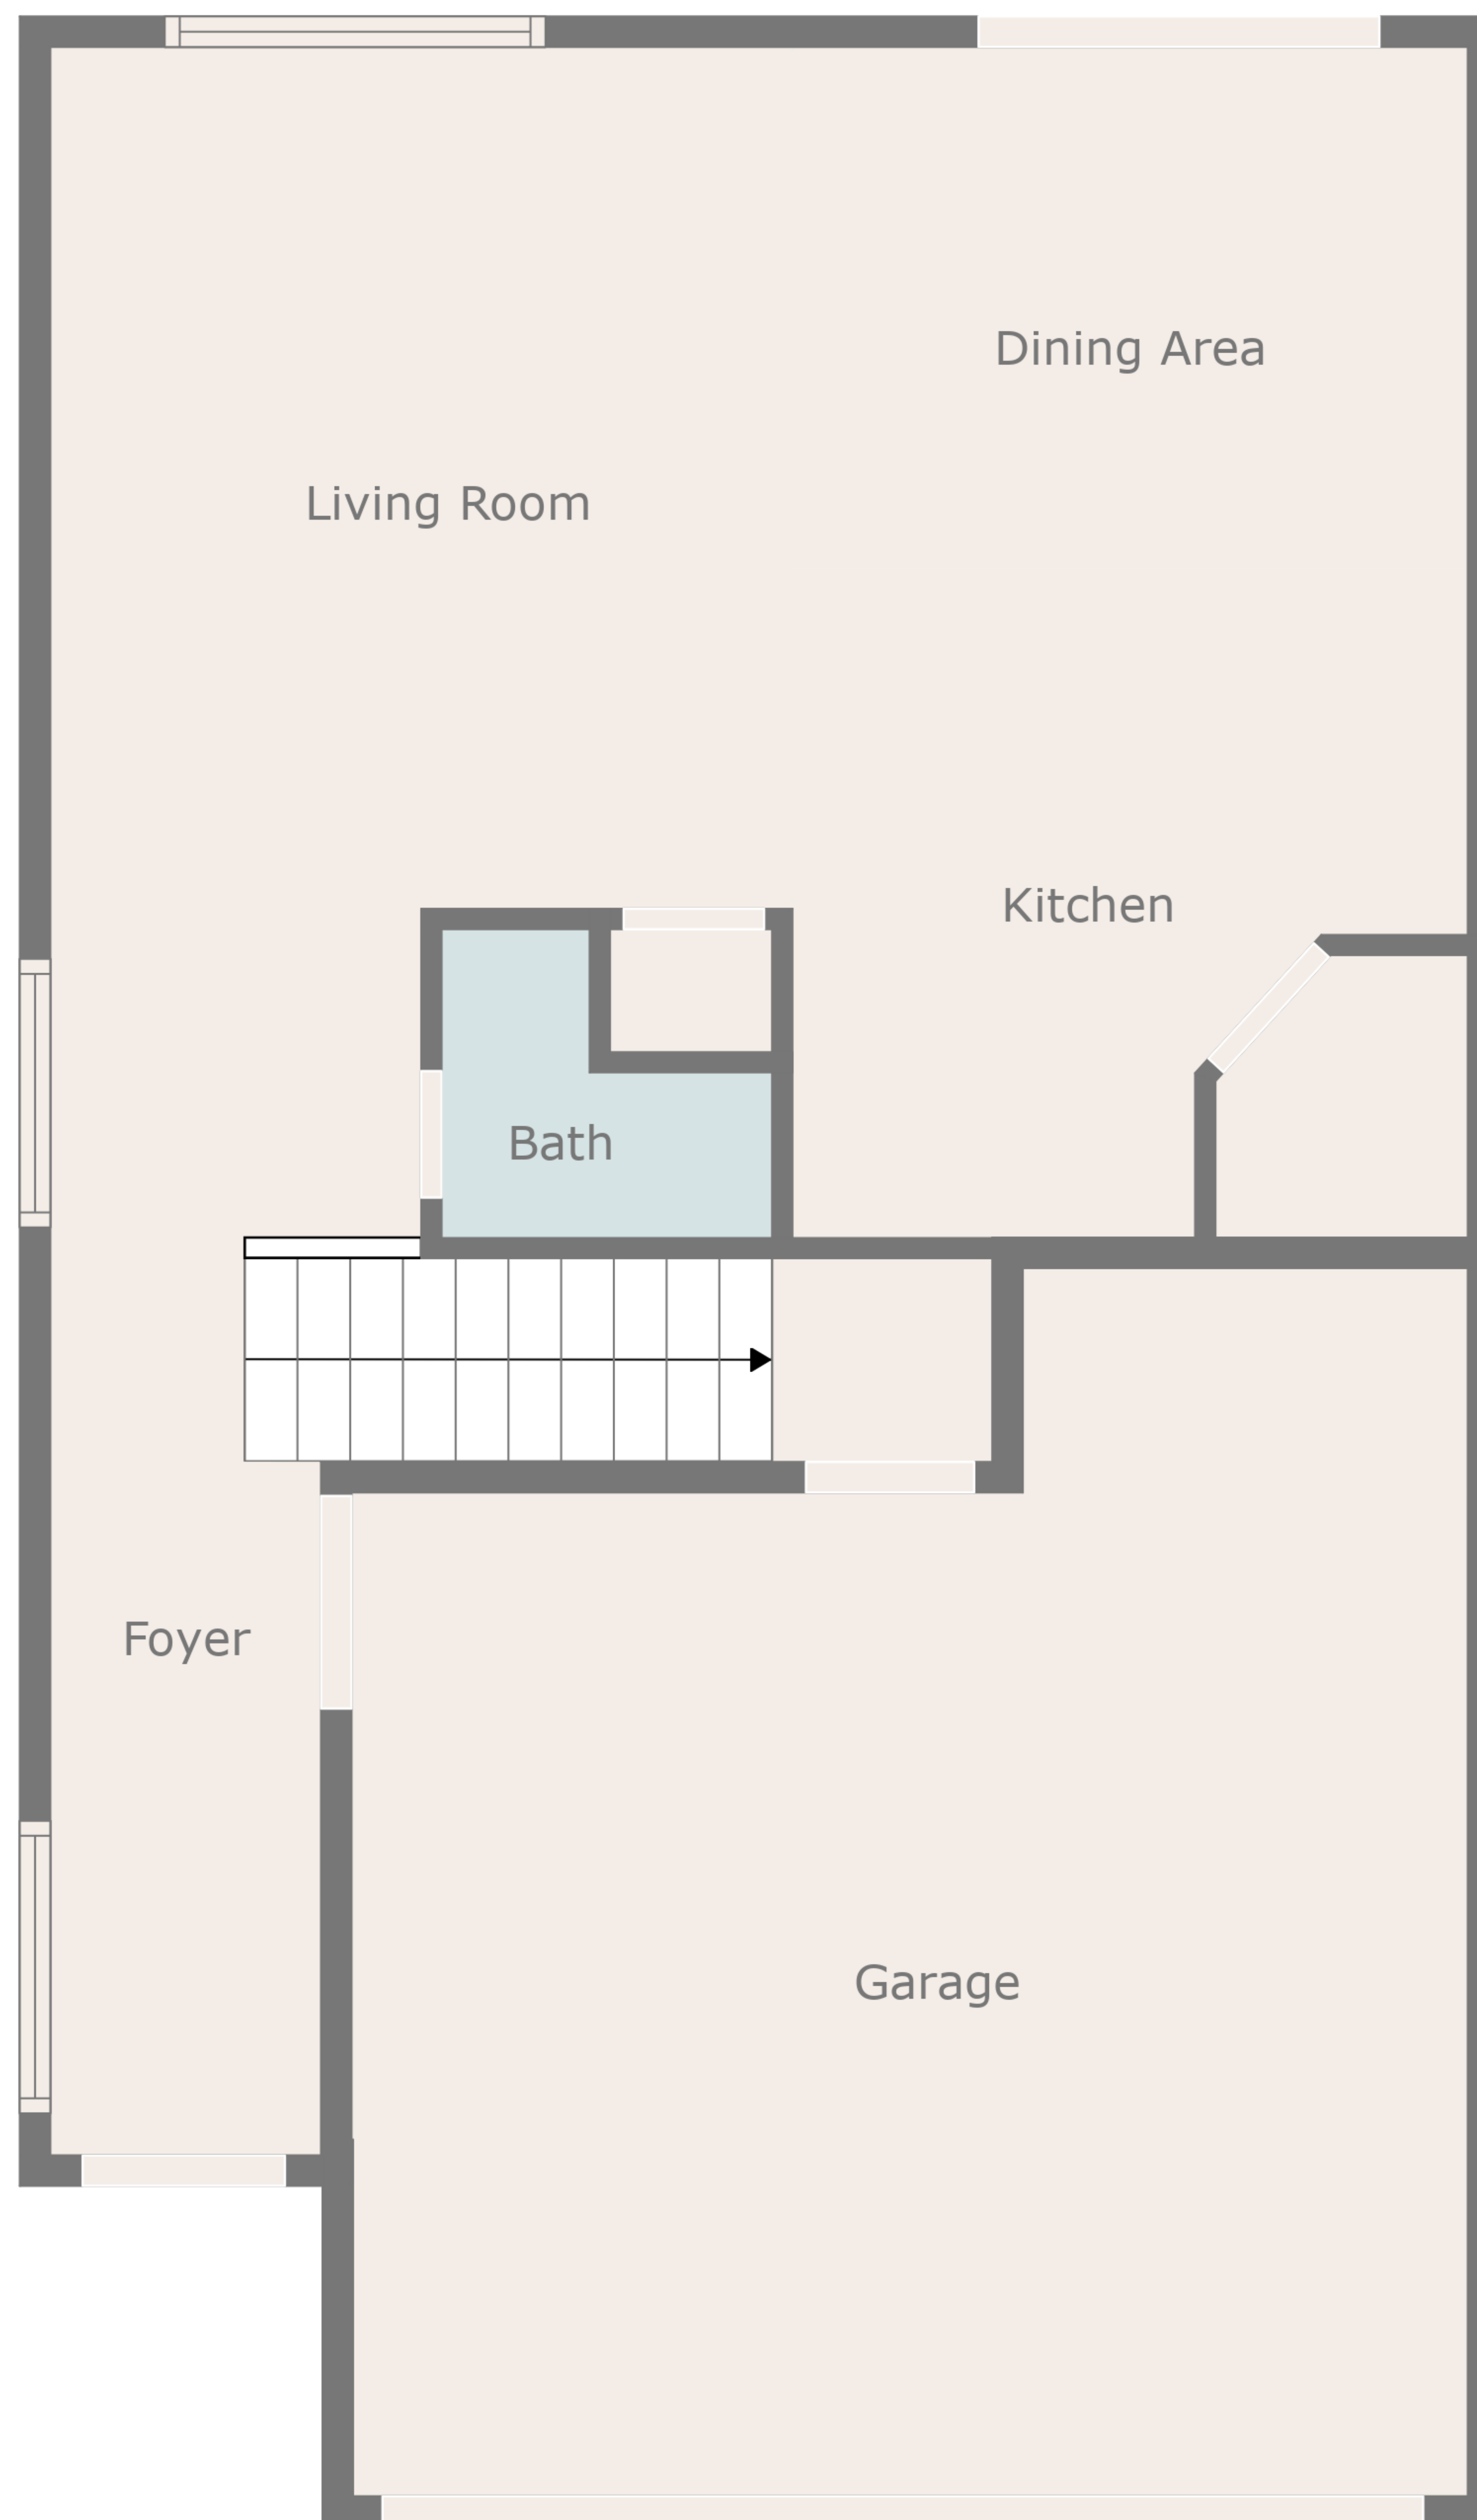 Dining Area
Living Room
Kitchen
Bath
Foyer
Garage